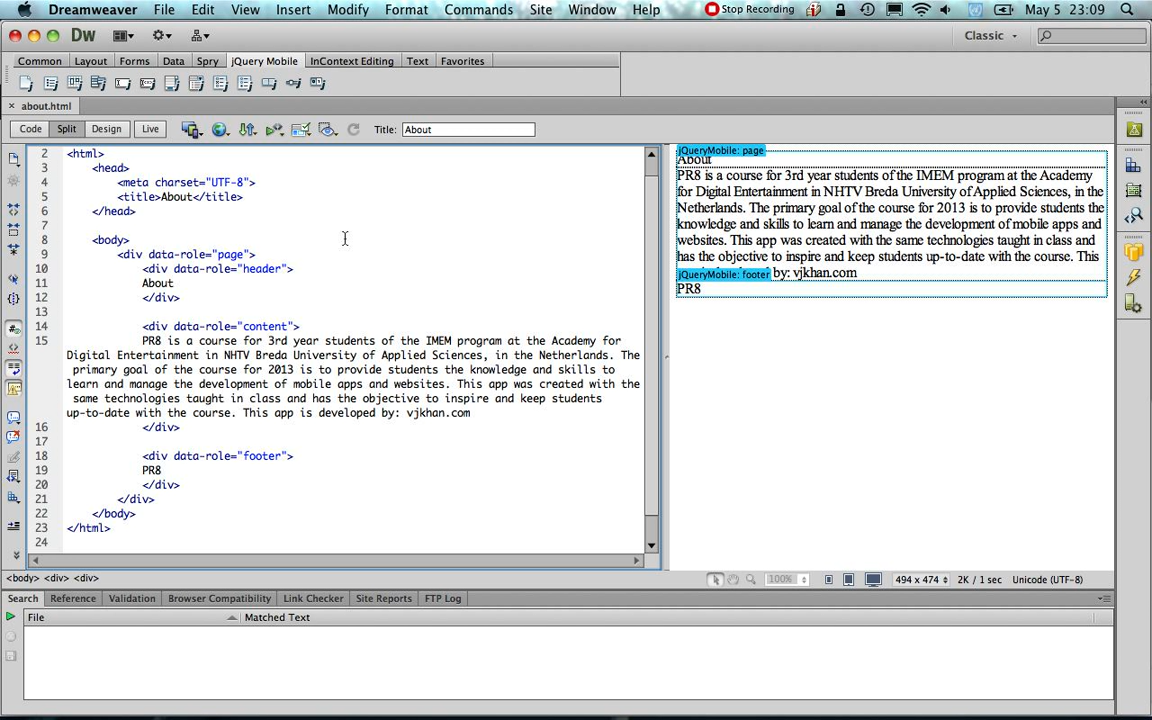 Dreamweaver File Edit View Insert Modify Format Commands Site Window Help Stop Recording May 5 23:09
Dw Classic
Common Layout Forms Data Spry jQuery Mobile InContext Editing Text Favorites
about.html
Code Split Design Live Title: About
2 <html>
3 <head>
4 <meta charset="UTF-8">
5 <title>About</title>
6 </head>
7
8 <body>
9 <div data-role="page">
10 <div data-role="header">
11 About
12 </div>
13
14 <div data-role="content">
15 PR8 is a course for 3rd year students of the IMEM program at the Academy for
Digital Entertainment in NHTV Breda University of Applied Sciences, in the Netherlands. The
primary goal of the course for 2013 is to provide students the knowledge and skills to
learn and manage the development of mobile apps and websites. This app was created with the
same technologies taught in class and has the objective to inspire and keep students
up-to-date with the course. This app is developed by: vjkhan.com
16 </div>
17
18 <div data-role="footer">
19 PR8
20 </div>
21 </div>
22 </body>
23 </html>
24
jQueryMobile: page
About
PR8 is a course for 3rd year students of the IMEM program at the Academy
for Digital Entertainment in NHTV Breda University of Applied Sciences, in the
Netherlands. The primary goal of the course for 2013 is to provide students the
knowledge and skills to learn and manage the development of mobile apps and
websites. This app was created with the same technologies taught in class and
has the objective to inspire and keep students up-to-date with the course. This
jQueryMobile: footer by: vjkhan.com
PR8
<body> <div> <div> 100% 494 x 474 2K / 1 sec Unicode (UTF-8)
Search Reference Validation Browser Compatibility Link Checker Site Reports FTP Log
File Matched Text